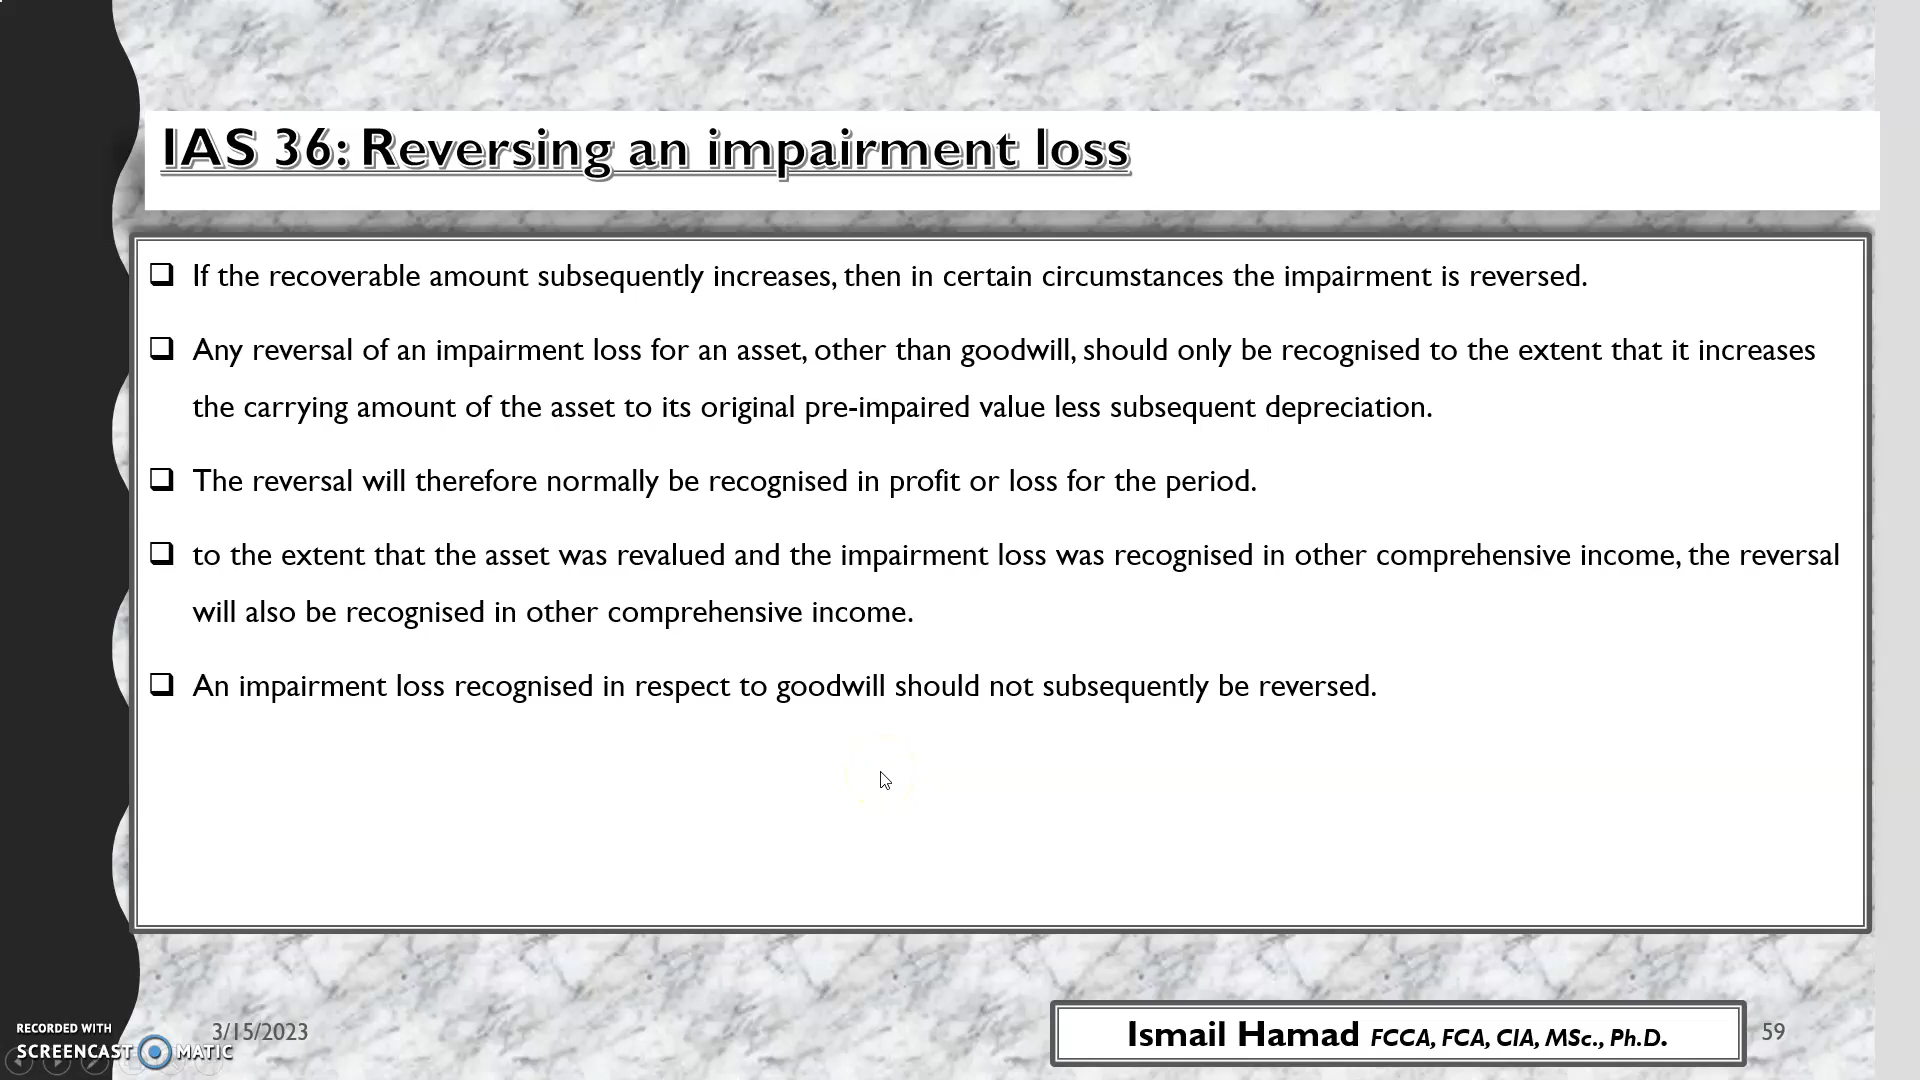 IAS 36: Reversing an impairment loss
❑ If the recoverable amount subsequently increases, then in certain circumstances the impairment is reversed.
❑ Any reversal of an impairment loss for an asset, other than goodwill, should only be recognised to the extent that it increases
the carrying amount of the asset to its original pre-impaired value less subsequent depreciation.
❑ The reversal will therefore normally be recognised in profit or loss for the period.
❑ to the extent that the asset was revalued and the impairment loss was recognised in other comprehensive income, the reversal
will also be recognised in other comprehensive income.
❑ An impairment loss recognised in respect to goodwill should not subsequently be reversed.
3/15/2023
Ismail Hamad FCCA, FCA, CIA, MSc., Ph.D.
59
RECORDED WITH
SCREENCAST MATIC